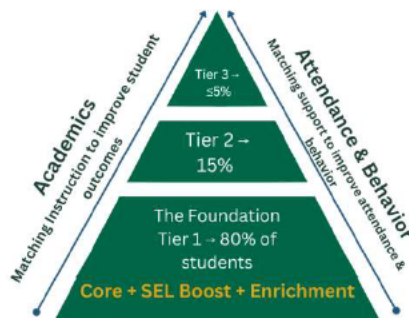 Academics
Matching Instruction to improve student
outcomes
Tier 3→
≤5%
Tier 2→
15%
The Foundation
Tier 1→80% of
students
Core + SEL Boost + Enrichment
Attendance & Behavior
Matching support to improve attendance &
behavior